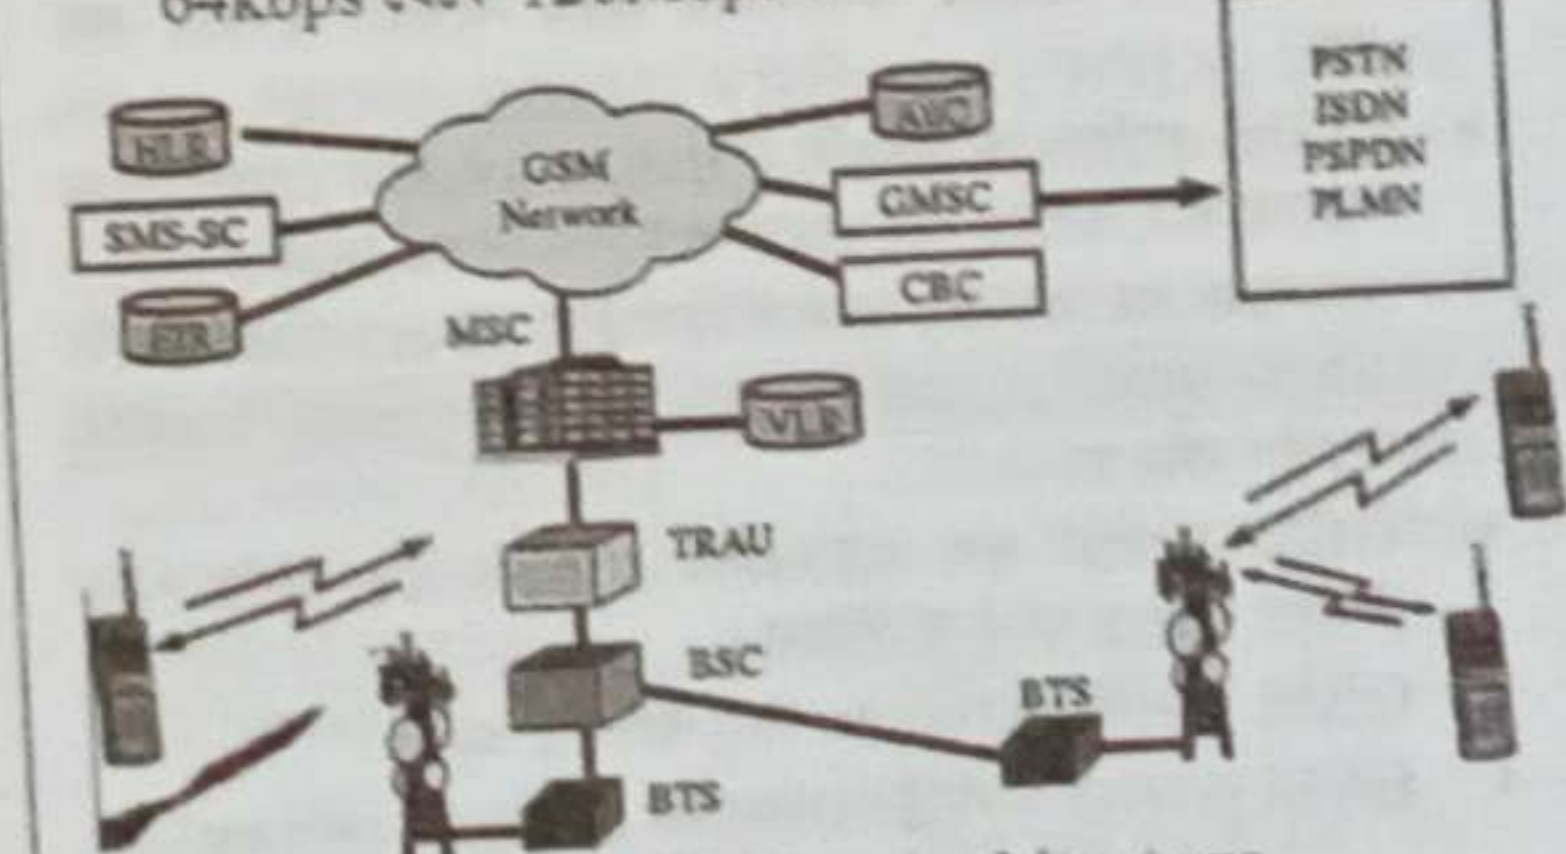 64kbps
HLR
GSM
Network
AUC
PSTN
ISDN
PSPDN
PLMN
SMS-SC
GMSC
EIR
CBC
MSC
VLR
TRAU
BSC
BTS
BTS